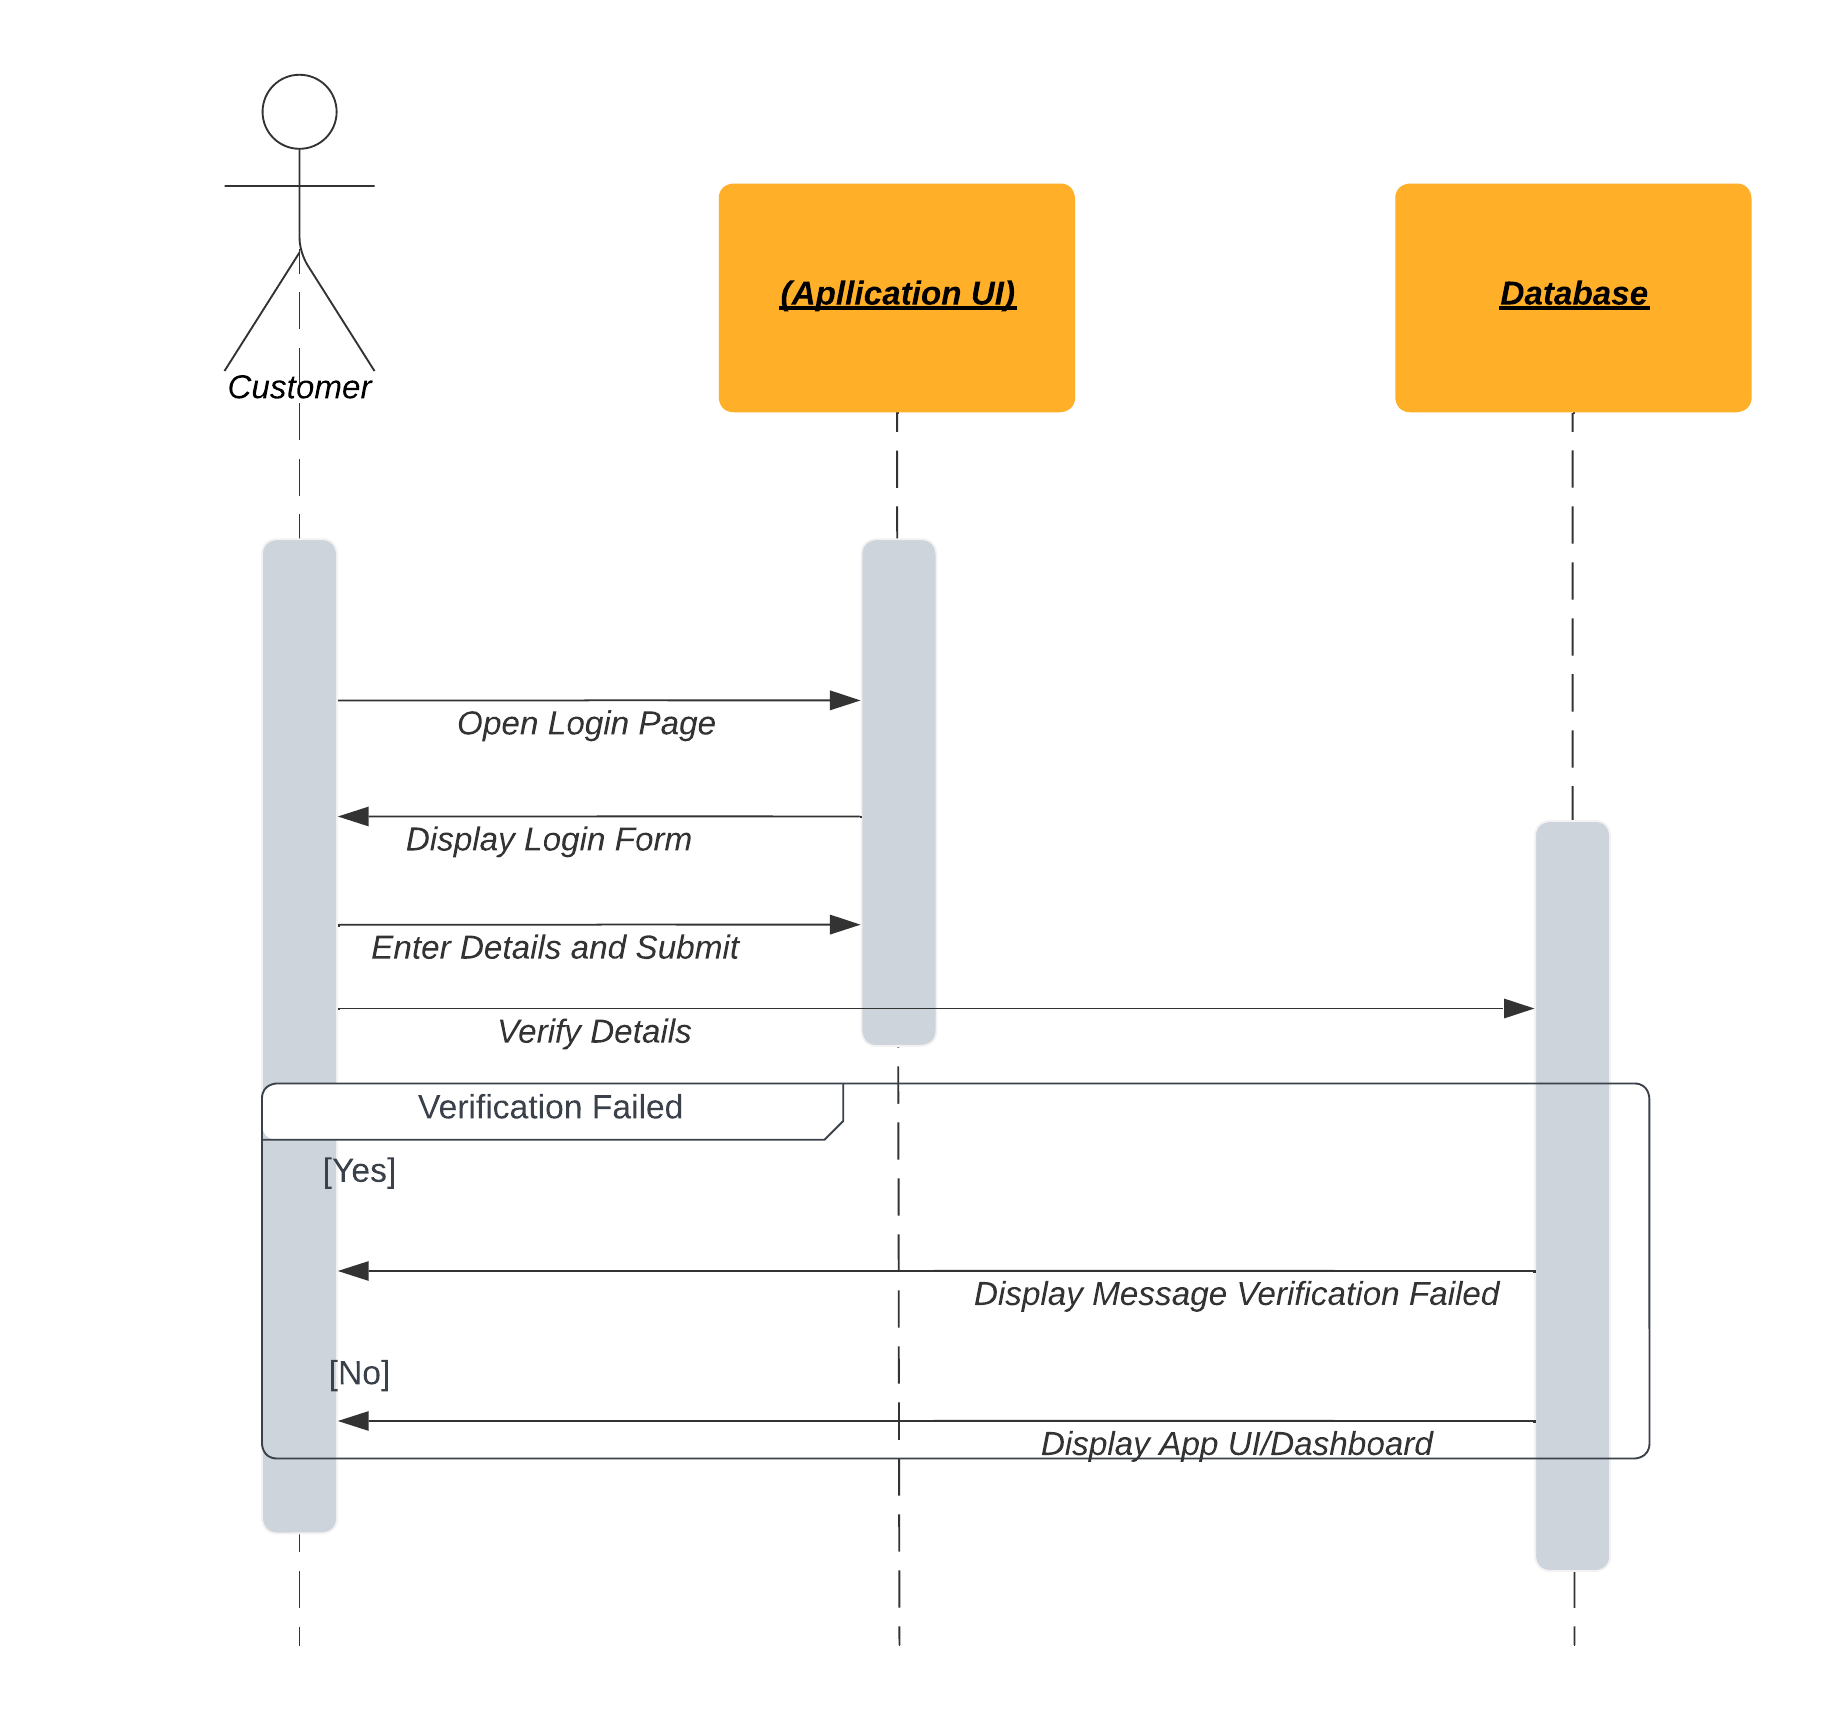 Customer
(Apllication UI)
Database
Open Login Page
Display Login Form
Enter Details and Submit
Verify Details
Verification Failed
[Yes]
Display Message Verification Failed
[No]
Display App UI/Dashboard